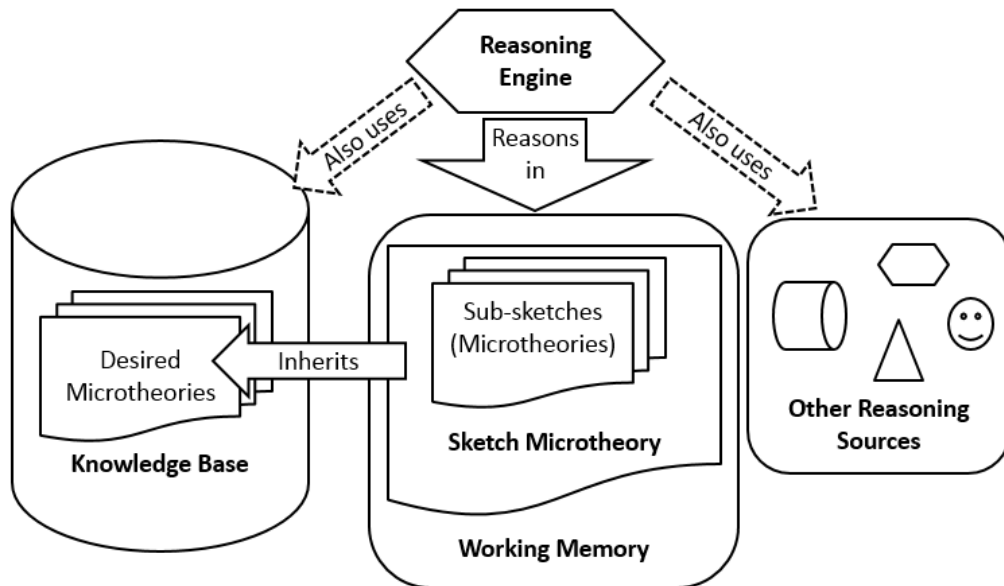 Reasoning
Engine
Also uses
Reasons
in
Also uses
Sub-sketches
(Microtheories)
Desired
Microtheories
Inherits
Other Reasoning
Sources
Knowledge Base
Sketch Microtheory
Working Memory